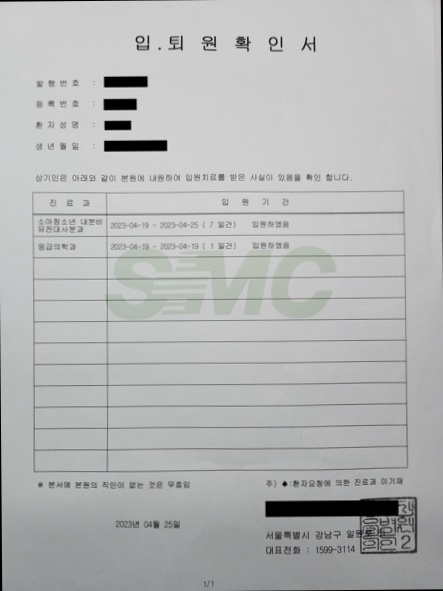 입.퇴 원 확 인 서
발 행 번 호 :
등 록 번 호 :
환 자 성 명 :
생 년 월 일 :
상기인은 아래와 같이 본원에 내원하여 입원치료를 받은 사실이 있음을 확인 합니다.
진 료 과 입 원 기 간
소아청소년 내분비
유전대사분과 2023-04-19 - 2023-04-25 ( 7 일간) 입원하였음
응급의학과 2023-04-19 - 2023-04-19 ( 1 일간) 입원하였음
SMC
※ 본서에 본원의 직인이 없는 것은 무효임 주) ♠:환자요청에 의한 진료과 미기재
2023년 04월 25일
서울특별시 강남구 일원
대표전화 : 1599-3114
1/1